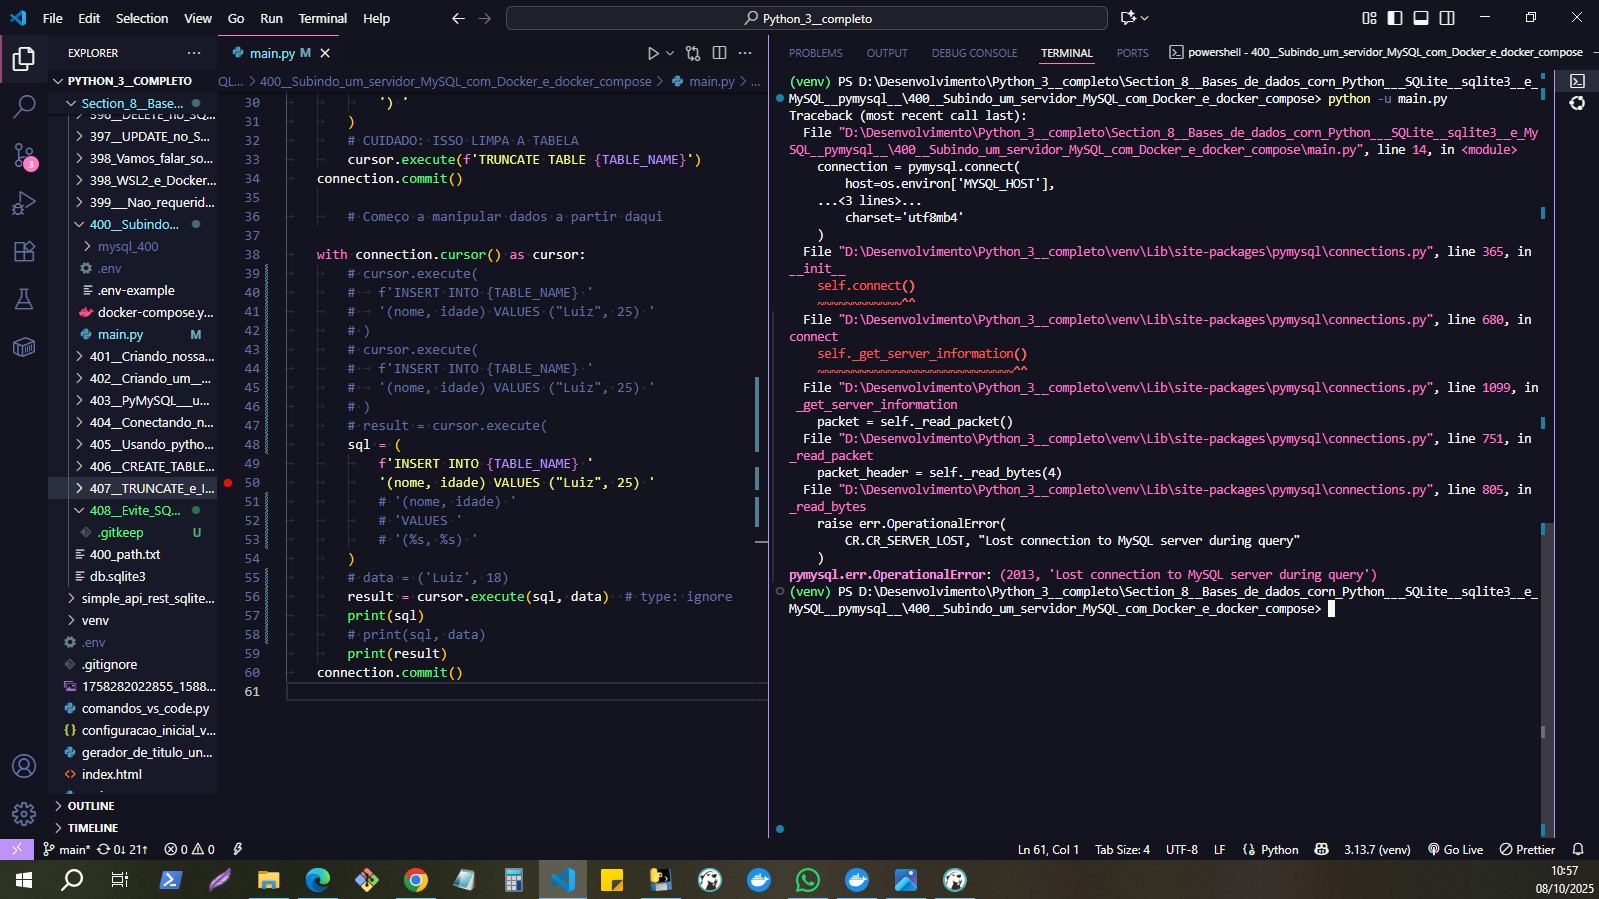 File Edit Selection View Go Run Terminal Help
Python_3__completo
EXPLORER
PYTHON_3__COMPLETO
Section_8__Base...
396_DELETE_no_SQ...
397__UPDATE_no_S...
398_Vamos_falar_so...
398_WSL2_e_Docker...
399___Nao_requerid...
400__Subindo...
mysql_400
.env
.env-example
docker-compose.y...
main.py M
401__Criando_nossa...
402__Criando_um__...
403__PyMySQL___u...
404__Conectando_n...
405__Usando_pytho...
406__CREATE_TABLE...
407__TRUNCATE_e_I...
408__Evite_SQ...
.gitkeep U
400_path.txt
db.sqlite3
simple_api_rest_sqlite...
venv
.env
.gitignore
1758282022855_1588...
comandos_vs_code.py
configuracao_inicial_v...
gerador_de_titulo_un...
index.html
OUTLINE
TIMELINE
3
main.py M
QL... > 400__Subindo_um_servidor_MySQL_com_Docker_e_docker_compose > main.py > ...
30 ') '
31 )
32 # CUIDADO: ISSO LIMPA A TABELA
33 cursor.execute(f'TRUNCATE TABLE {TABLE_NAME}')
34 connection.commit()
35
36 # Começo a manipular dados a partir daqui
37
38 with connection.cursor() as cursor:
39 # cursor.execute(
40 # f'INSERT INTO {TABLE_NAME} '
41 # '(nome, idade) VALUES ("Luiz", 25) '
42 # )
43 # cursor.execute(
44 # f'INSERT INTO {TABLE_NAME} '
45 # '(nome, idade) VALUES ("Luiz", 25) '
46 # )
47 # result = cursor.execute(
48 sql = (
49 f'INSERT INTO {TABLE_NAME} '
50 '(nome, idade) VALUES ("Luiz", 25) '
51 # '(nome, idade) '
52 # 'VALUES '
53 # '(%s, %s) '
54 )
55 # data = ('Luiz', 18)
56 result = cursor.execute(sql, data) # type: ignore
57 print(sql)
58 # print(sql, data)
59 print(result)
60 connection.commit()
61
PROBLEMS OUTPUT DEBUG CONSOLE TERMINAL PORTS powershell - 400__Subindo_um_servidor_MySQL_com_Docker_e_docker_compose
(venv) PS D:\Desenvolvimento\Python_3__completo\Section_8__Bases_de_dados_corn_Python___SQLite__sqlite3__e_
MySQL__pymysql__\400__Subindo_um_servidor_MySQL_com_Docker_e_docker_compose> python -u main.py
Traceback (most recent call last):
File "D:\Desenvolvimento\Python_3__completo\Section_8__Bases_de_dados_corn_Python___SQLite__sqlite3__e_My
SQL__pymysql__\400__Subindo_um_servidor_MySQL_com_Docker_e_docker_compose\main.py", line 14, in <module>
connection = pymysql.connect(
host=os.environ['MYSQL_HOST'],
...<3 lines>...
charset='utf8mb4'
)
File "D:\Desenvolvimento\Python_3__completo\venv\Lib\site-packages\pymysql\connections.py", line 365, in
__init__
self.connect()
~~~~~~~~~~~~^^
File "D:\Desenvolvimento\Python_3__completo\venv\Lib\site-packages\pymysql\connections.py", line 680, in
connect
self._get_server_information()
~~~~~~~~~~~~~~~~~~~~~~~~~~~~^^
File "D:\Desenvolvimento\Python_3__completo\venv\Lib\site-packages\pymysql\connections.py", line 1099, in
_get_server_information
packet = self._read_packet()
File "D:\Desenvolvimento\Python_3__completo\venv\Lib\site-packages\pymysql\connections.py", line 751, in
_read_packet
packet_header = self._read_bytes(4)
File "D:\Desenvolvimento\Python_3__completo\venv\Lib\site-packages\pymysql\connections.py", line 805, in
_read_bytes
raise err.OperationalError(
CR.CR_SERVER_LOST, "Lost connection to MySQL server during query"
)
pymysql.err.OperationalError: (2013, 'Lost connection to MySQL server during query')
(venv) PS D:\Desenvolvimento\Python_3__completo\Section_8__Bases_de_dados_corn_Python___SQLite__sqlite3__e_
MySQL__pymysql__\400__Subindo_um_servidor_MySQL_com_Docker_e_docker_compose>
main* 0↓ 21↑ 0 0 Ln 61, Col 1 Tab Size: 4 UTF-8 LF Python 3.13.7 (venv) Go Live Prettier
10:57
08/10/2025